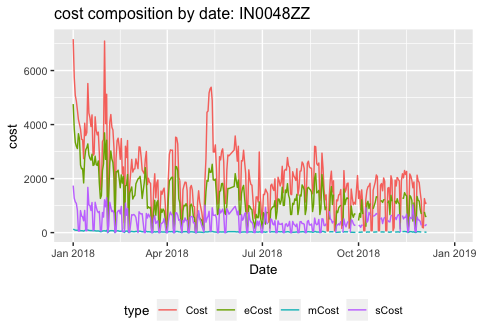 cost composition by date: IN0048ZZ
cost
6000
4000
2000
0
Jan 2018 Apr 2018 Jul 2018 Oct 2018 Jan 2019
Date
type Cost eCost mCost sCost